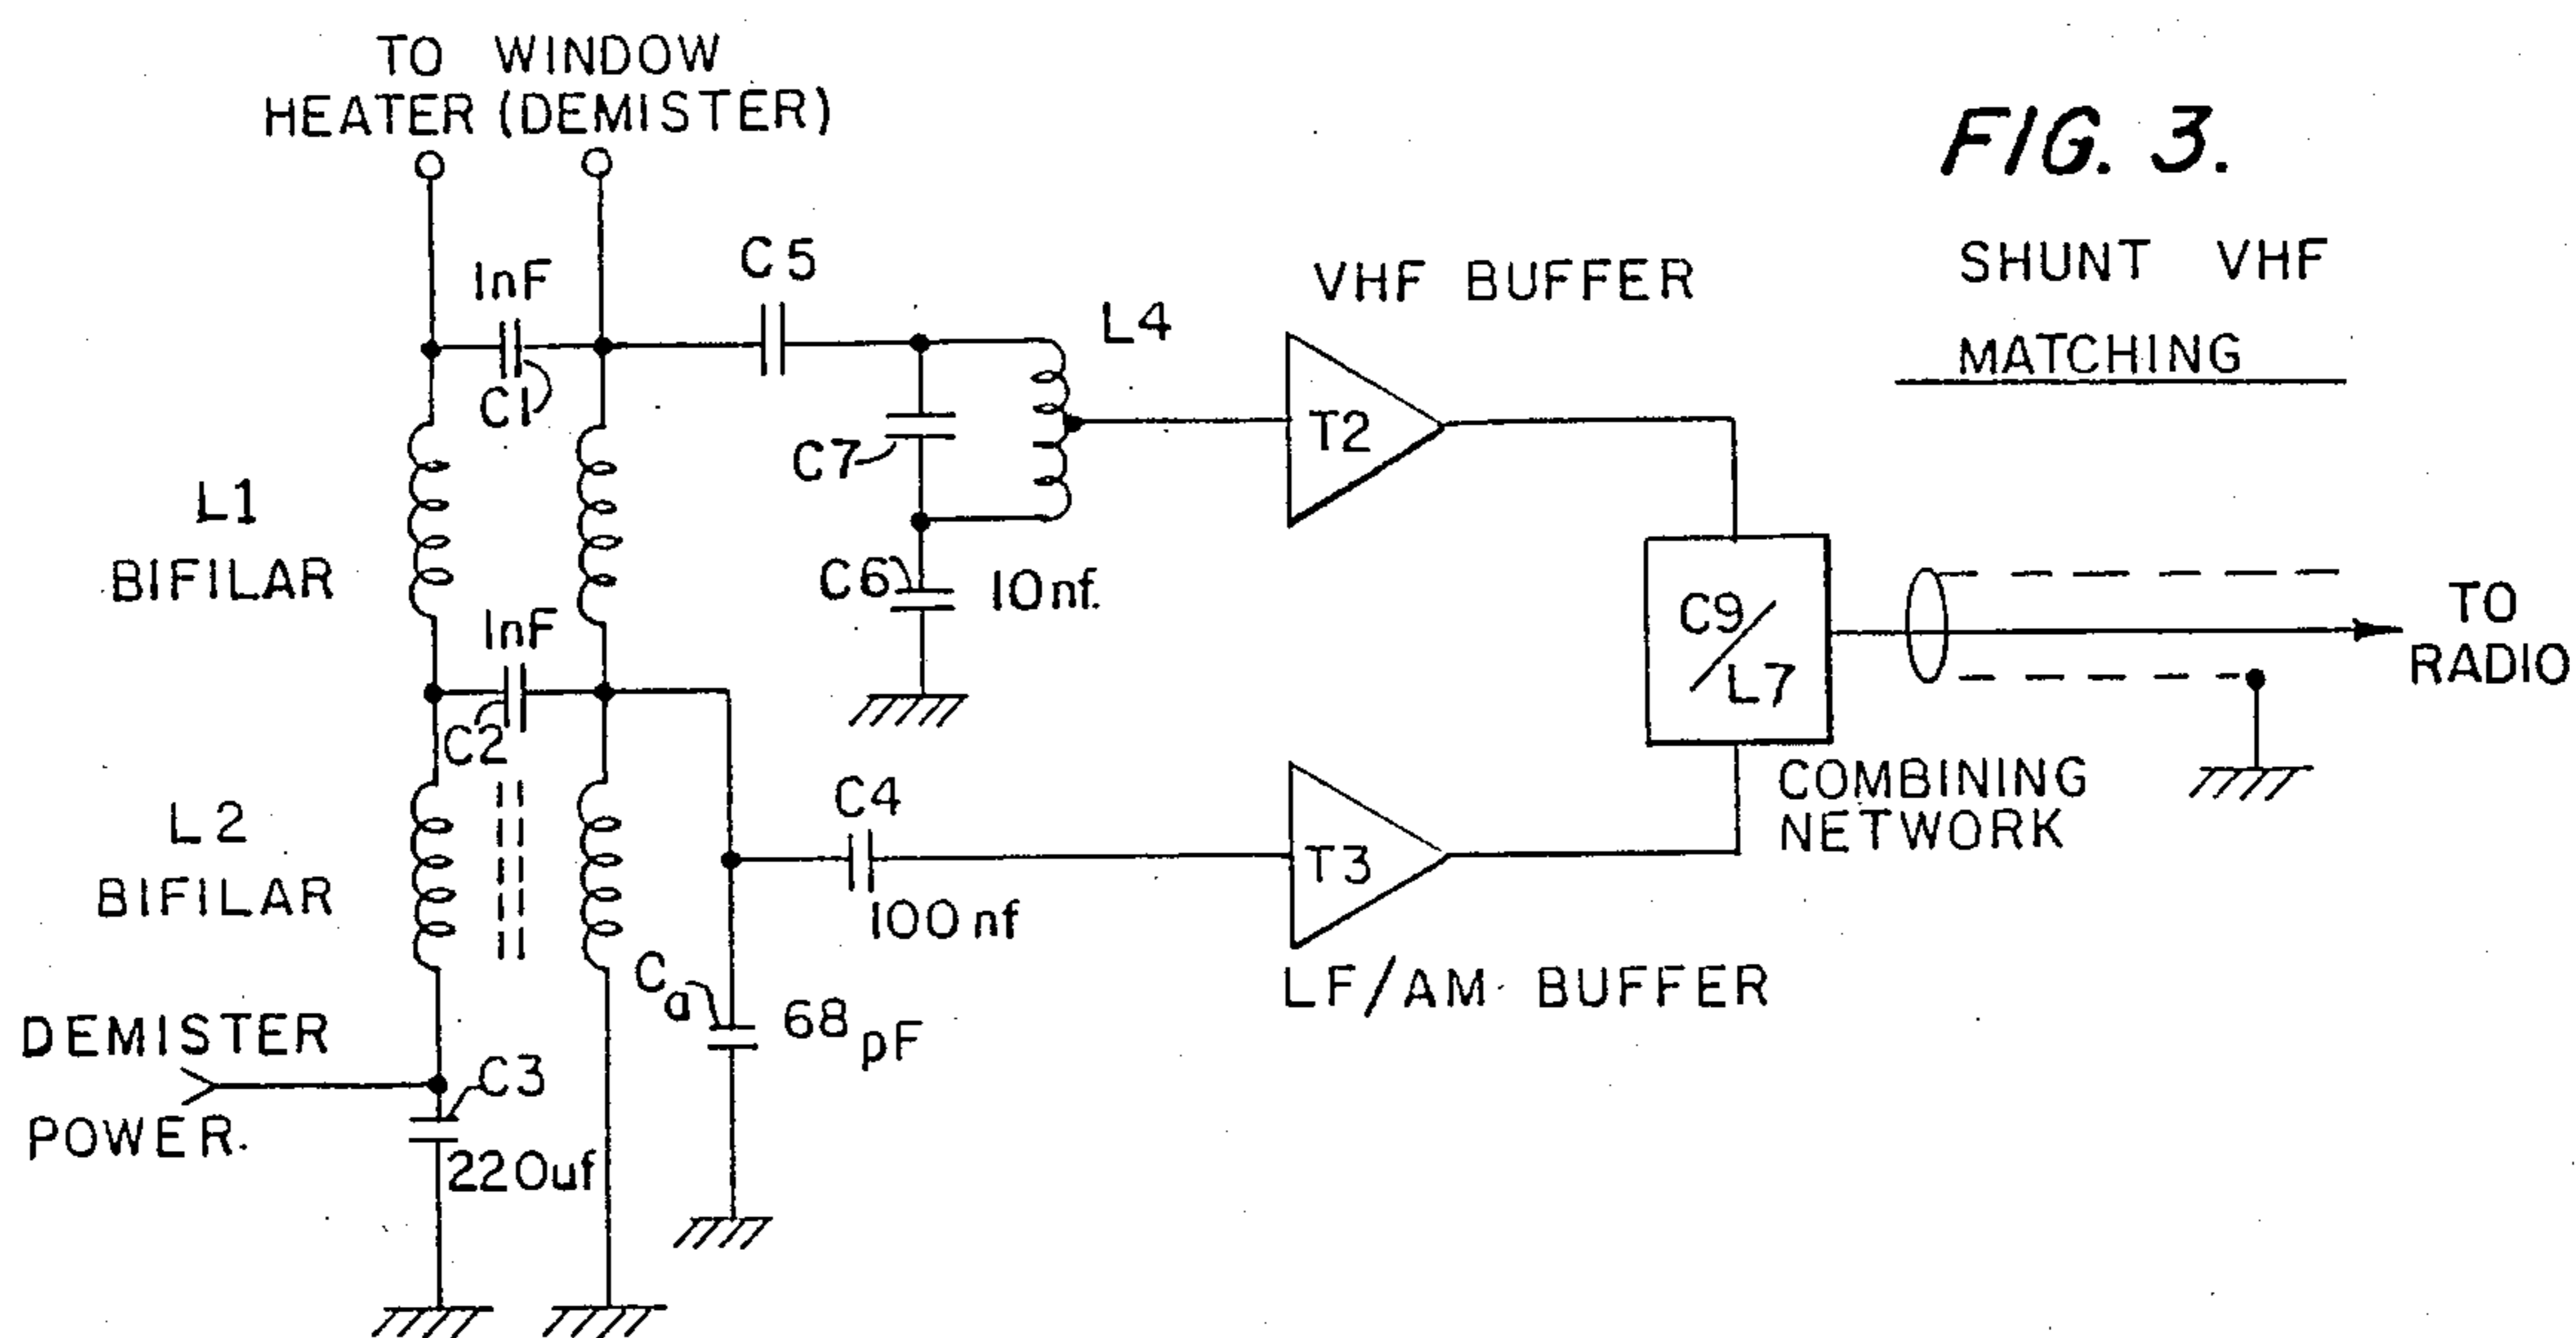 TO WINDOW
HEATER (DEMISTER)
FIG. 3.
SHUNT VHF
MATCHING
1nF
C1
C5
L4
VHF BUFFER
T2
C7
L1
BIFILAR
C6
10nf.
1nF
C2
C9/L7
COMBINING
NETWORK
TO
RADIO
L2
BIFILAR
C4
100nf
T3
LF/AM BUFFER
Ca
68pF
DEMISTER
POWER.
C3
220uf